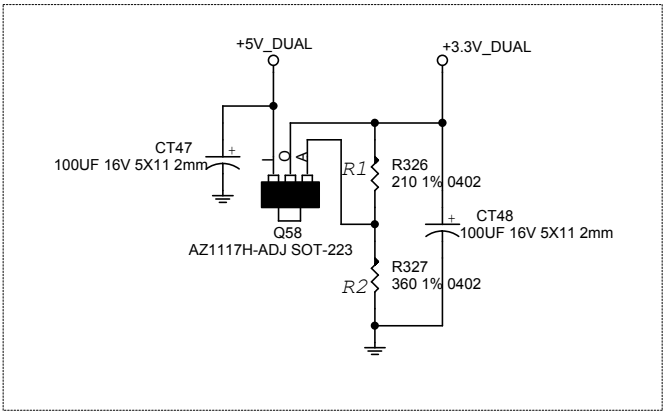 +5V_DUAL
+3.3V_DUAL
CT47
100UF 16V 5X11 2mm
+
I
O
A
R1
R326
210 1% 0402
Q58
AZ1117H-ADJ SOT-223
+
CT48
100UF 16V 5X11 2mm
R2
R327
360 1% 0402